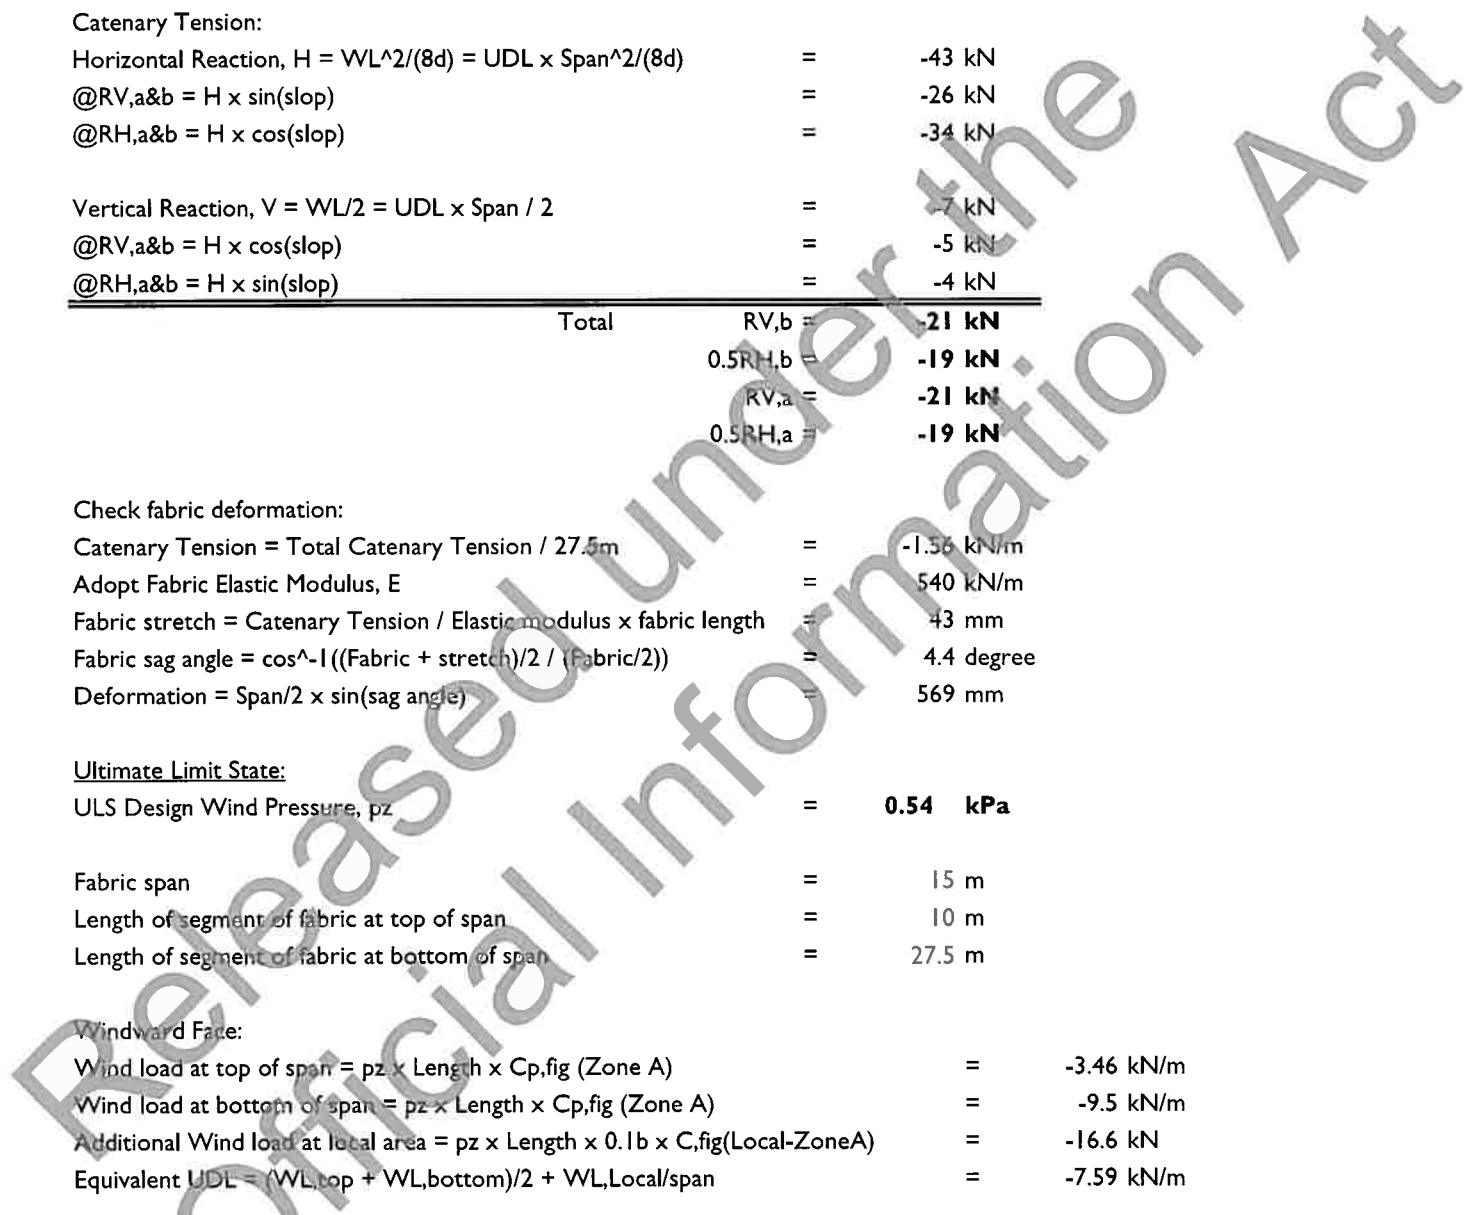 Catenary Tension:
Horizontal Reaction, H = WL^2/(8d) = UDL x Span^2/(8d) = -43 kN
@RV,a&b = H x sin(slop) = -26 kN
@RH,a&b = H x cos(slop) = -34 kN
Vertical Reaction, V = WL/2 = UDL x Span / 2 = -7 kN
@RV,a&b = H x cos(slop) = -5 kN
@RH,a&b = H x sin(slop) = -4 kN
Total RV,b = -21 kN
0.5RH,b = -19 kN
RV,a = -21 kN
0.5RH,a = -19 kN
Check fabric deformation:
Catenary Tension = Total Catenary Tension / 27.5m = -1.56 kN/m
Adopt Fabric Elastic Modulus, E = 540 kN/m
Fabric stretch = Catenary Tension / Elastic modulus x fabric length = 43 mm
Fabric sag angle = cos^-1((Fabric + stretch)/2 / (Fabric/2)) = 4.4 degree
Deformation = Span/2 x sin(sag angle) = 569 mm
Ultimate Limit State:
ULS Design Wind Pressure, pz = 0.54 kPa
Fabric span = 15 m
Length of segment of fabric at top of span = 10 m
Length of segment of fabric at bottom of span = 27.5 m
Windward Face:
Wind load at top of span = pz x Length x Cp,fig (Zone A) = -3.46 kN/m
Wind load at bottom of span = pz x Length x Cp,fig (Zone A) = -9.5 kN/m
Additional Wind load at local area = pz x Length x 0.1b x C,fig(Local-ZoneA) = -16.6 kN
Equivalent UDL = (WL,top + WL,bottom)/2 + WL,Local/span = -7.59 kN/m
Released under the
Official Information Act